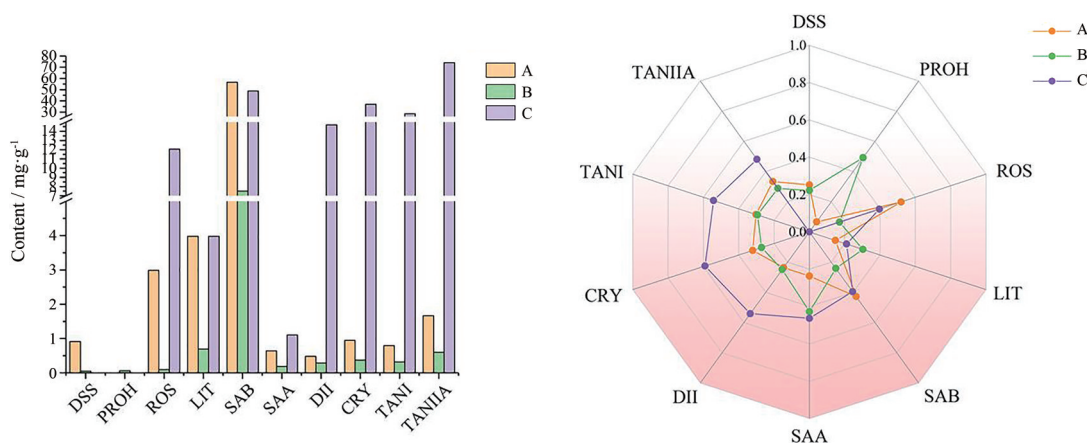 Content / mg·g⁻¹
80
70
60
50
40
30
14
13
12
11
10
9
8
7
4
3
2
1
0
DSS
PROH
ROS
LIT
SAB
SAA
DII
CRY
TANI
TANIIA
A
B
C
DSS
PROH
ROS
LIT
SAB
SAA
DII
CRY
TANI
TANIIA
1.0
0.8
0.6
0.4
0.2
0.0
A
B
C